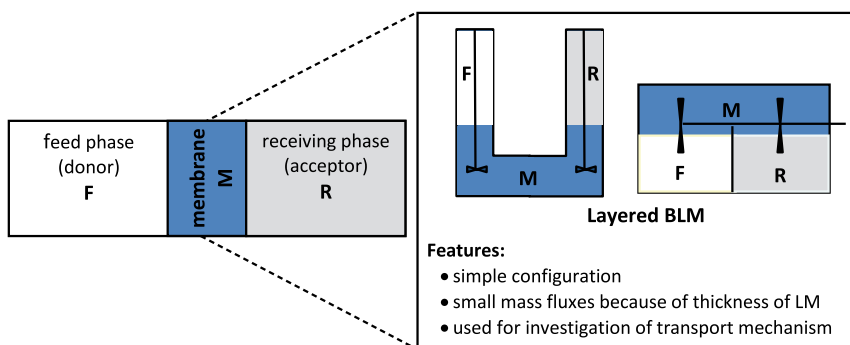 feed phase
(donor)
F
membrane
M
receiving phase
(acceptor)
R
F
R
M
M
F
R
Layered BLM
Features:
• simple configuration
• small mass fluxes because of thickness of LM
• used for investigation of transport mechanism